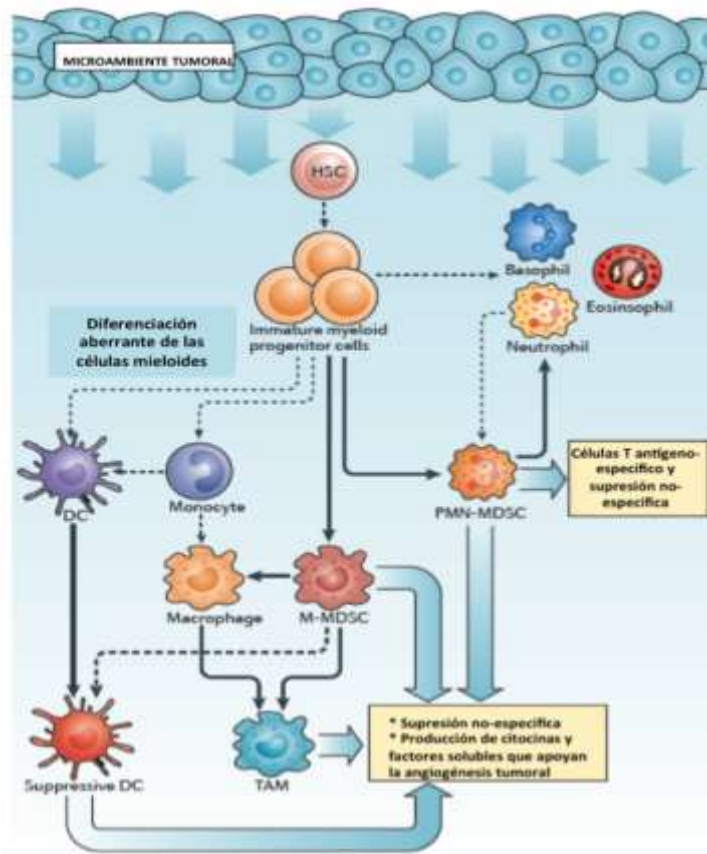 MICROAMBIENTE TUMORAL
HSC
Basophil
Eosinsophil
Neutrophil
Immature myeloid
progenitor cells
Diferenciación
aberrante de las
células mieloides
DC
Monocyte
PMN-MDSC
Células T antígeno-
específico y
supresión no-
específica
Macrophage
M-MDSC
Suppressive DC
TAM
* Supresión no-específica
* Producción de citocinas y
factores solubles que apoyan
la angiogénesis tumoral